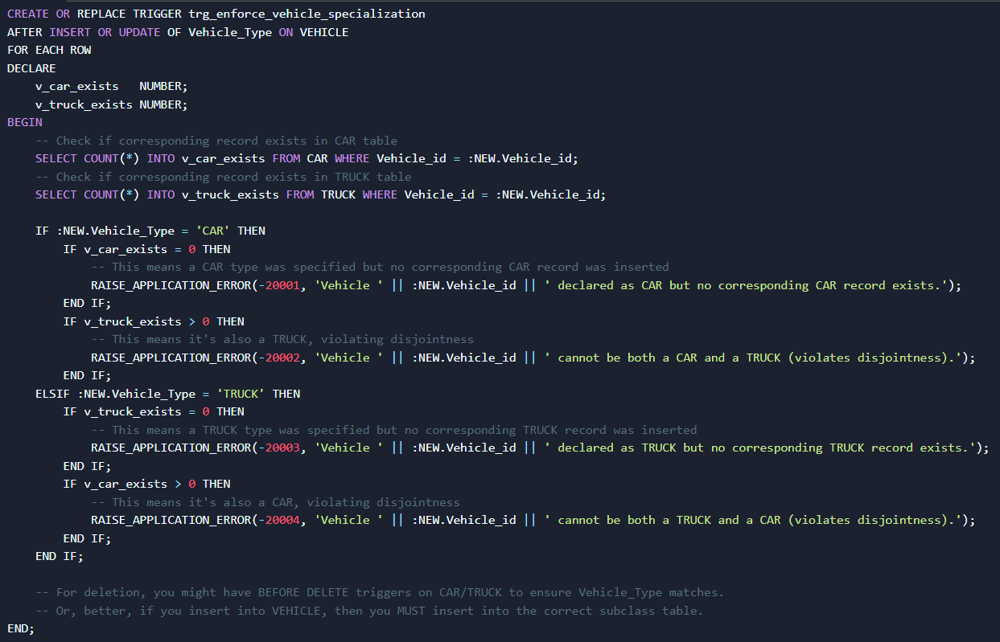 CREATE OR REPLACE TRIGGER trg_enforce_vehicle_specialization
AFTER INSERT OR UPDATE OF Vehicle_Type ON VEHICLE
FOR EACH ROW
DECLARE
    v_car_exists   NUMBER;
    v_truck_exists NUMBER;
BEGIN
    -- Check if corresponding record exists in CAR table
    SELECT COUNT(*) INTO v_car_exists FROM CAR WHERE Vehicle_id = :NEW.Vehicle_id;
    -- Check if corresponding record exists in TRUCK table
    SELECT COUNT(*) INTO v_truck_exists FROM TRUCK WHERE Vehicle_id = :NEW.Vehicle_id;

    IF :NEW.Vehicle_Type = 'CAR' THEN
        IF v_car_exists = 0 THEN
            -- This means a CAR type was specified but no corresponding CAR record was inserted
            RAISE_APPLICATION_ERROR(-20001, 'Vehicle ' || :NEW.Vehicle_id || ' declared as CAR but no corresponding CAR record exists.');
        END IF;
        IF v_truck_exists > 0 THEN
            -- This means it's also a TRUCK, violating disjointness
            RAISE_APPLICATION_ERROR(-20002, 'Vehicle ' || :NEW.Vehicle_id || ' cannot be both a CAR and a TRUCK (violates disjointness).');
        END IF;
    ELSIF :NEW.Vehicle_Type = 'TRUCK' THEN
        IF v_truck_exists = 0 THEN
            -- This means a TRUCK type was specified but no corresponding TRUCK record was inserted
            RAISE_APPLICATION_ERROR(-20003, 'Vehicle ' || :NEW.Vehicle_id || ' declared as TRUCK but no corresponding TRUCK record exists.');
        END IF;
        IF v_car_exists > 0 THEN
            -- This means it's also a CAR, violating disjointness
            RAISE_APPLICATION_ERROR(-20004, 'Vehicle ' || :NEW.Vehicle_id || ' cannot be both a TRUCK and a CAR (violates disjointness).');
        END IF;
    END IF;

    -- For deletion, you might have BEFORE DELETE triggers on CAR/TRUCK to ensure Vehicle_Type matches.
    -- Or, better, if you insert into VEHICLE, then you MUST insert into the correct subclass table.
END;